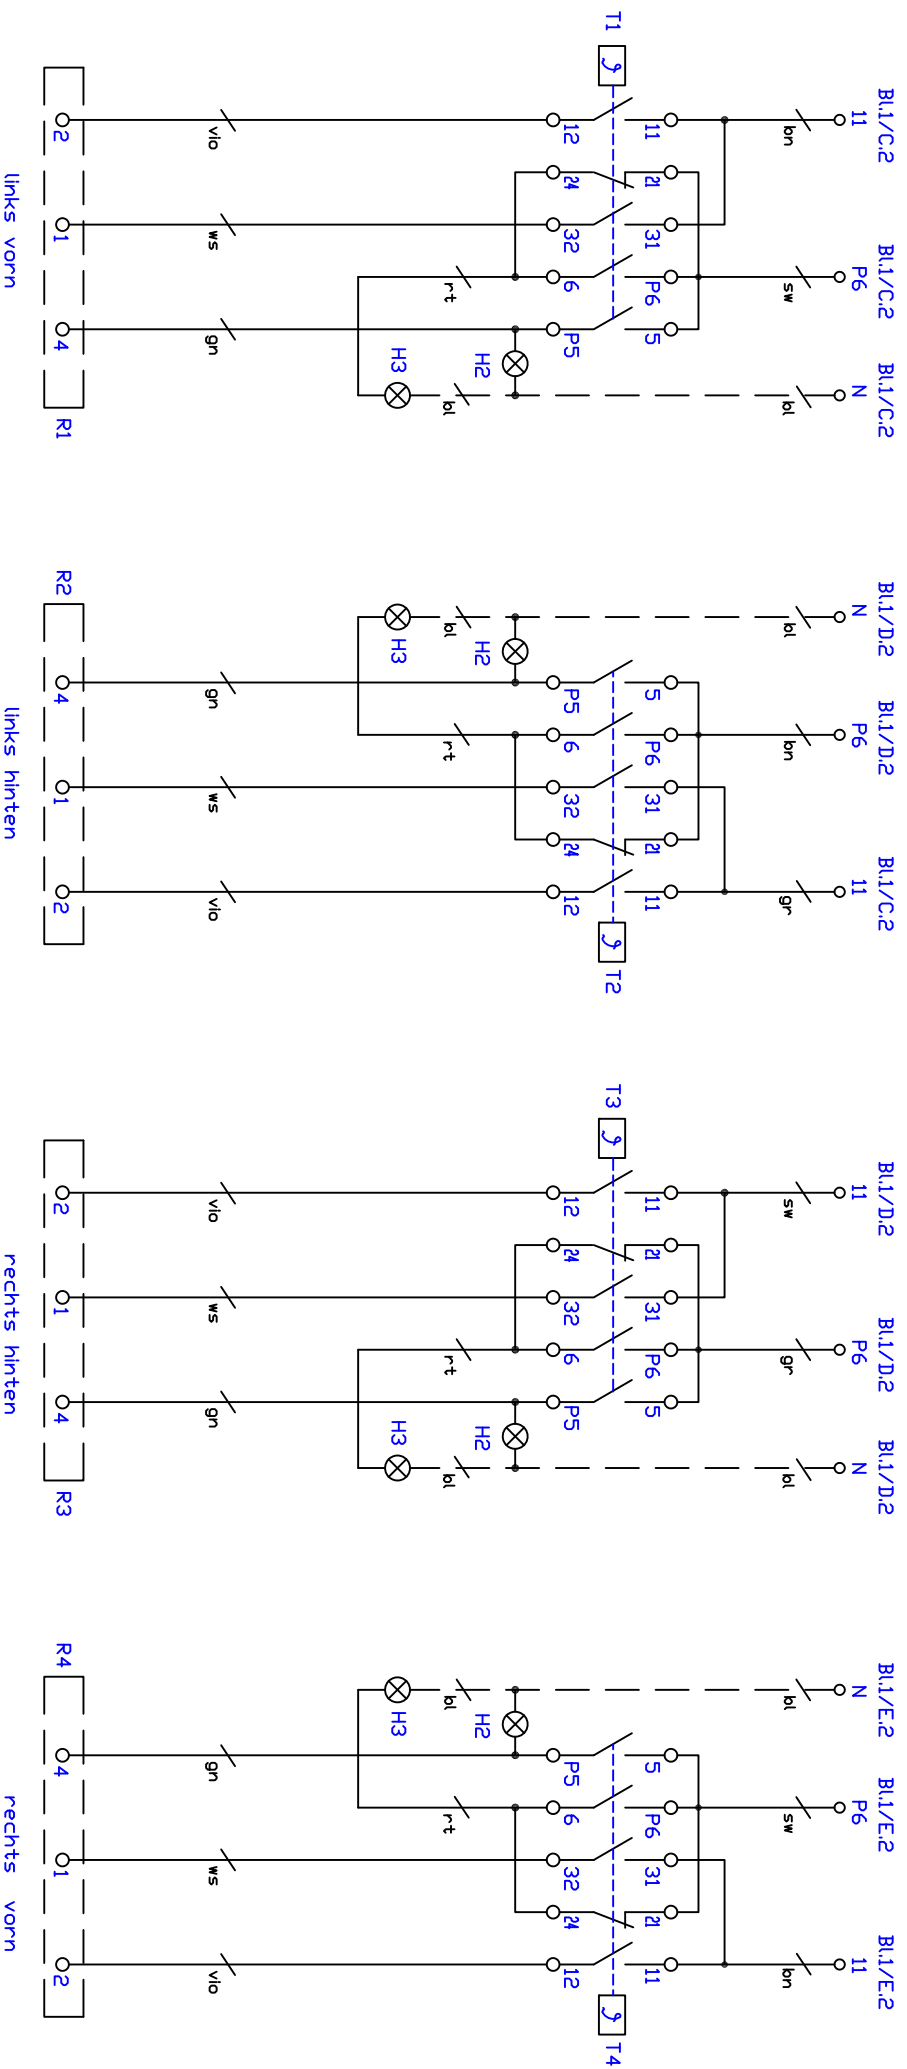 Bl.1/C.2 Bl.1/C.2 Bl.1/C.2
11 P6 N
bn sw bl
T1
11 21 31 P6 5
12 24 32 6 P5
H2
rt bl
H3
vio ws gn
2 1 4
R1
links vorn
Bl.1/D.2 Bl.1/D.2 Bl.1/C.2
N P6 11
bl bn gr
5 P6 31 21 11
P5 6 32 24 12
T2
H2
bl rt
H3
gn ws vio
R2
4 1 2
links hinten
Bl.1/D.2 Bl.1/D.2 Bl.1/D.2
11 P6 N
sw gr bl
T3
11 21 31 P6 5
12 24 32 6 P5
H2
rt bl
H3
vio ws gn
2 1 4
R3
rechts hinten
Bl.1/E.2 Bl.1/E.2 Bl.1/E.2
N P6 11
bl sw bn
5 P6 31 21 11
P5 6 32 24 12
T4
H2
bl rt
H3
gn ws vio
R4
4 1 2
rechts vorn